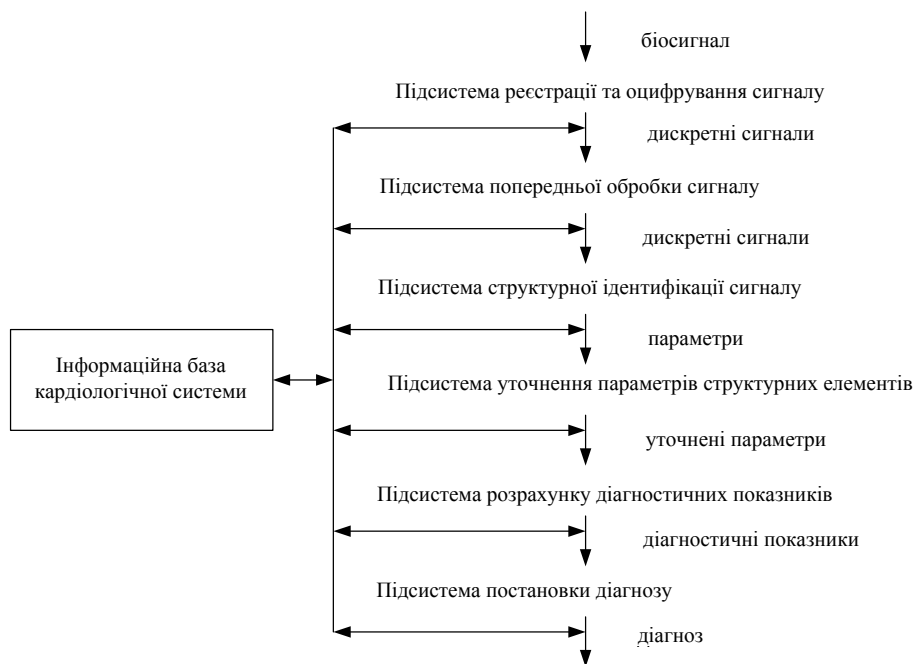 біосигнал
Підсистема реєстрації та оцифрування сигналу
дискретні сигнали
Підсистема попередньої обробки сигналу
дискретні сигнали
Підсистема структурної ідентифікації сигналу
параметри
Інформаційна база
кардіологічної системи
Підсистема уточнення параметрів структурних елементів
уточнені параметри
Підсистема розрахунку діагностичних показників
діагностичні показники
Підсистема постановки діагнозу
діагноз